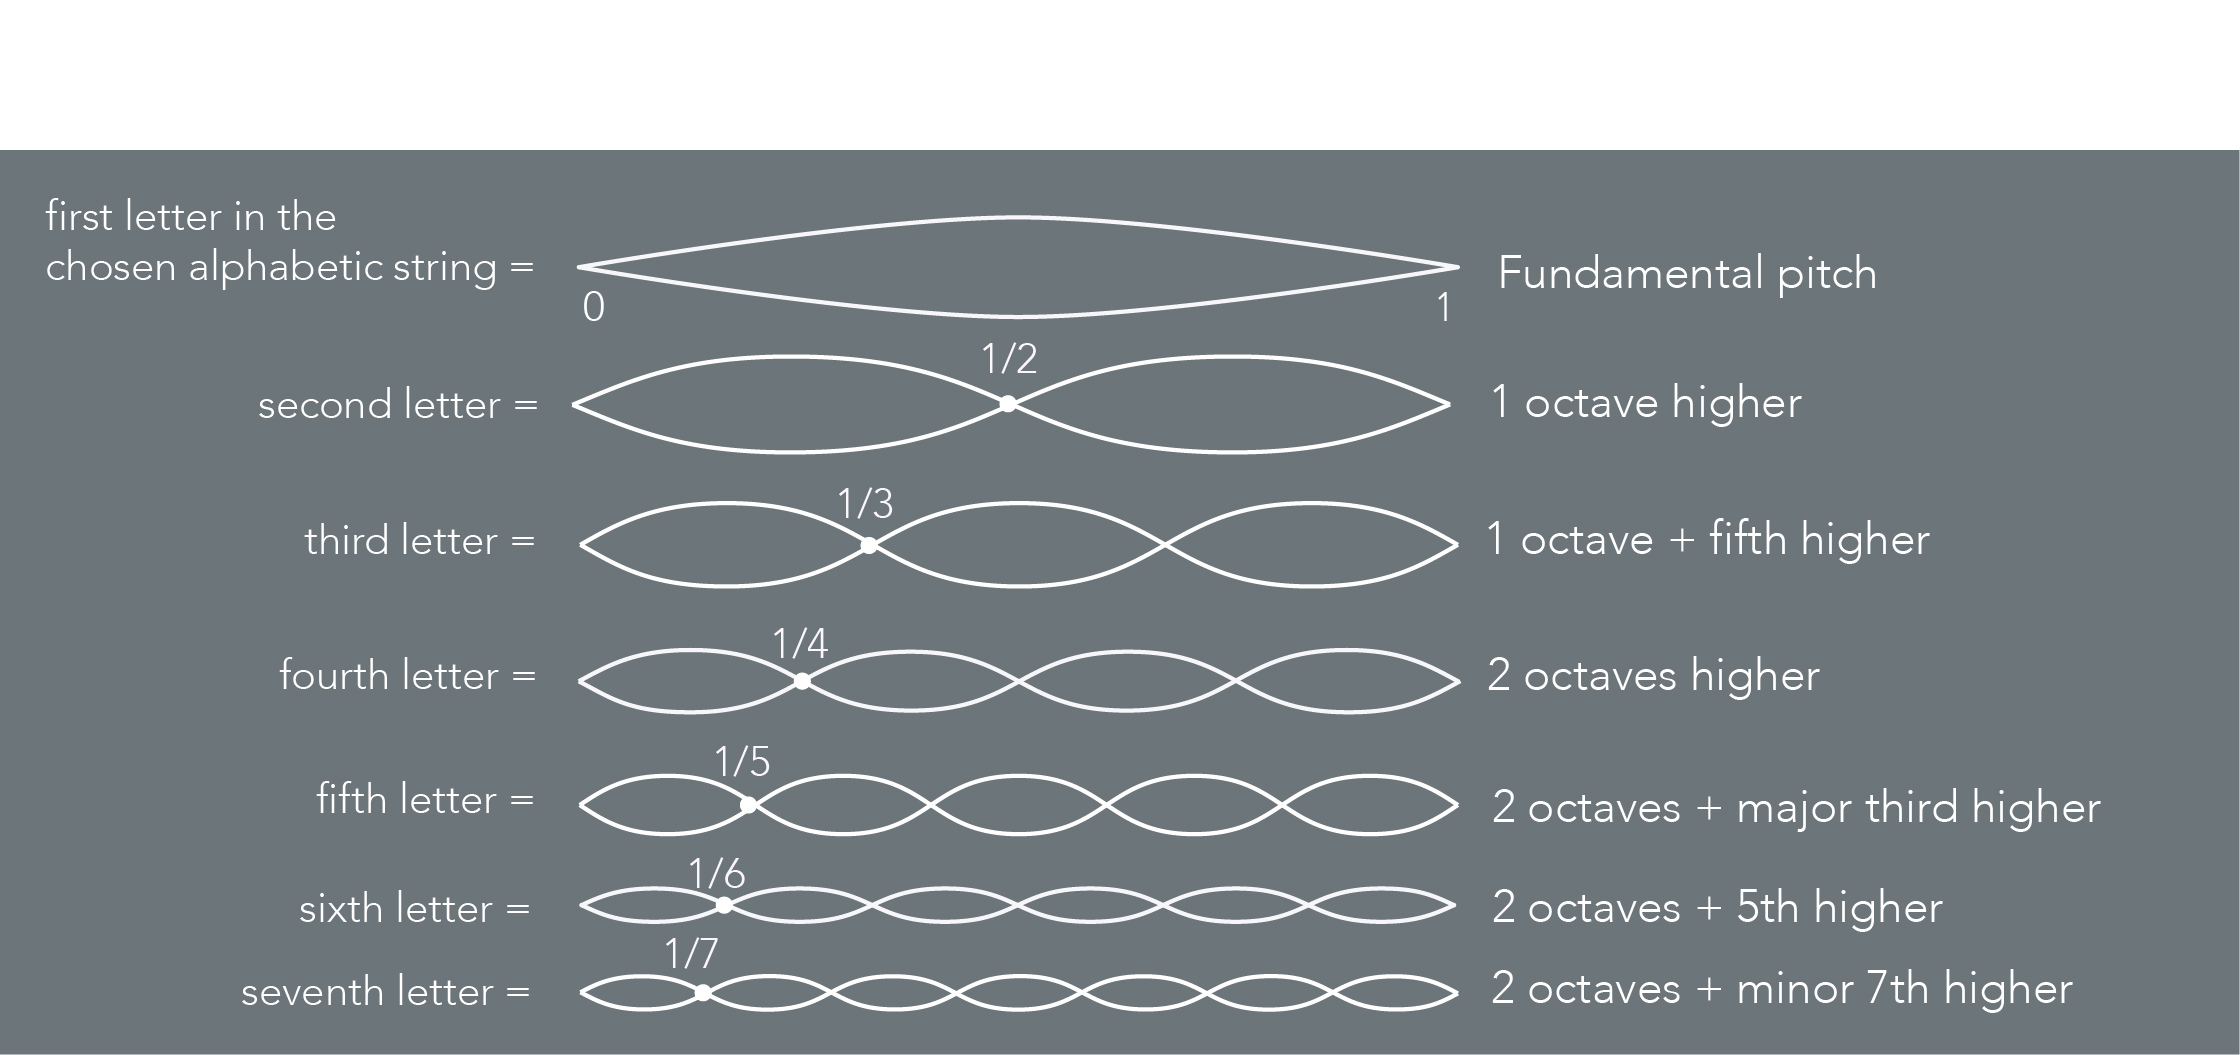 first letter in the
chosen alphabetic string =
0
1
Fundamental pitch
1/2
second letter =
1 octave higher
1/3
third letter =
1 octave + fifth higher
1/4
fourth letter =
2 octaves higher
1/5
fifth letter =
2 octaves + major third higher
1/6
sixth letter =
2 octaves + 5th higher
1/7
seventh letter =
2 octaves + minor 7th higher